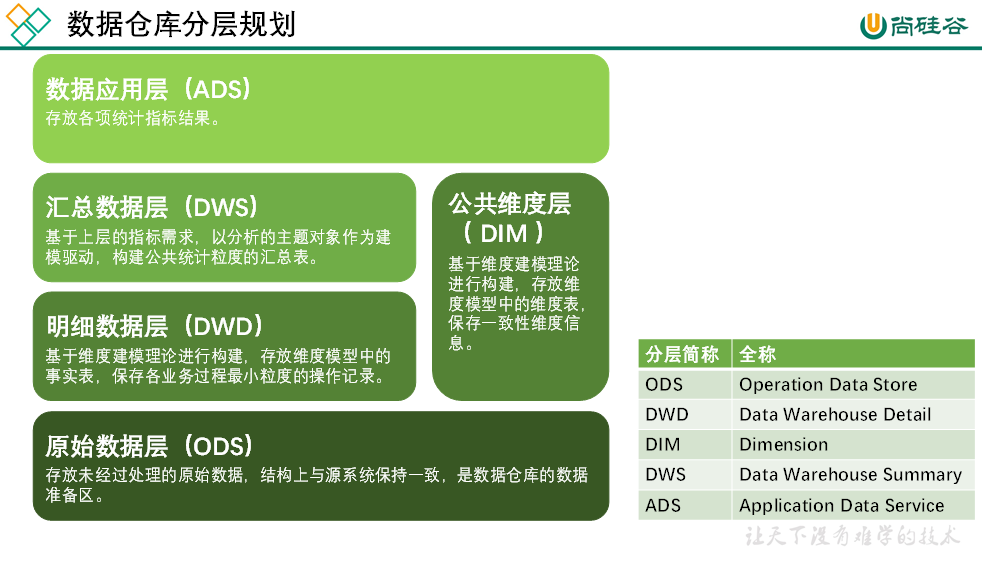 数据仓库分层规划
尚硅谷
数据应用层（ADS）
存放各项统计指标结果。
汇总数据层（DWS）
基于上层的指标需求，以分析的主题对象作为建
模驱动，构建公共统计粒度的汇总表。
公共维度层
（ DIM ）
基于维度建模理论
进行构建，存放维
度模型中的维度表，
保存一致性维度信
息。
明细数据层（DWD）
基于维度建模理论进行构建，存放维度模型中的
事实表，保存各业务过程最小粒度的操作记录。
原始数据层（ODS）
存放未经过处理的原始数据，结构上与源系统保持一致，是数据仓库的数据
准备区。
分层简称 全称
ODS Operation Data Store
DWD Data Warehouse Detail
DIM Dimension
DWS Data Warehouse Summary
ADS Application Data Service
让天下没有难学的技术